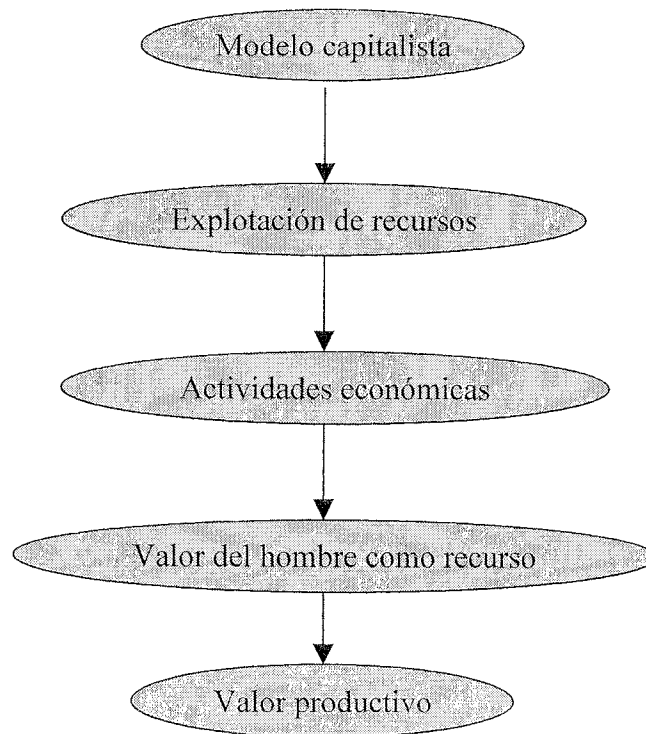 Modelo capitalista
Explotación de recursos
Actividades económicas
Valor del hombre como recurso
Valor productivo